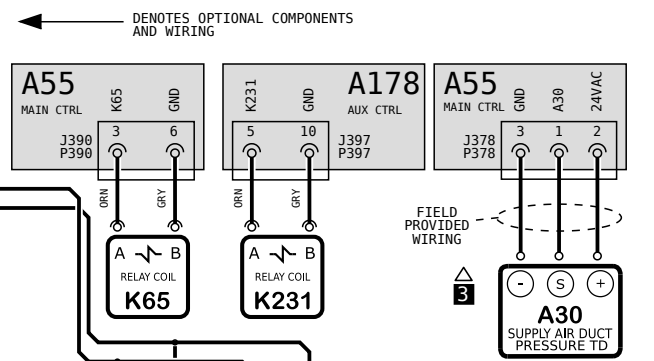 DENOTES OPTIONAL COMPONENTS
AND WIRING
A55
MAIN CTRL
K65
GND
J390
P390
3
6
ORN
GRY
A B
RELAY COIL
K65
K231
GND
A178
AUX CTRL
5
10
J397
P397
ORN
GRY
A B
RELAY COIL
K231
A55
MAIN CTRL
GND
A30
24VAC
J378
P378
3
1
2
FIELD
PROVIDED
WIRING
3
- S +
A30
SUPPLY AIR DUCT
PRESSURE TD